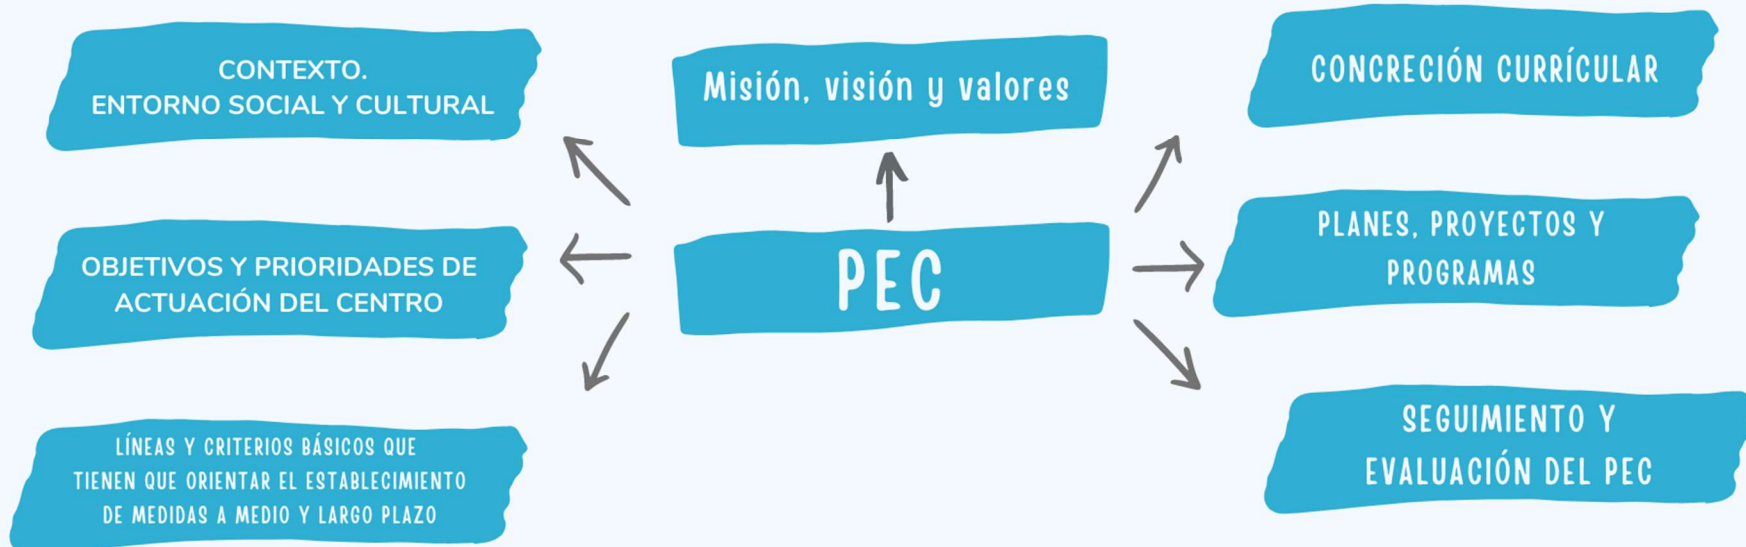 CONTEXTO.
ENTORNO SOCIAL Y CULTURAL
OBJETIVOS Y PRIORIDADES DE
ACTUACIÓN DEL CENTRO
LÍNEAS Y CRITERIOS BÁSICOS QUE
TIENEN QUE ORIENTAR EL ESTABLECIMIENTO
DE MEDIDAS A MEDIO Y LARGO PLAZO
Misión, visión y valores
PEC
CONCRECIÓN CURRÍCULAR
PLANES, PROYECTOS Y
PROGRAMAS
SEGUIMIENTO Y
EVALUACIÓN DEL PEC